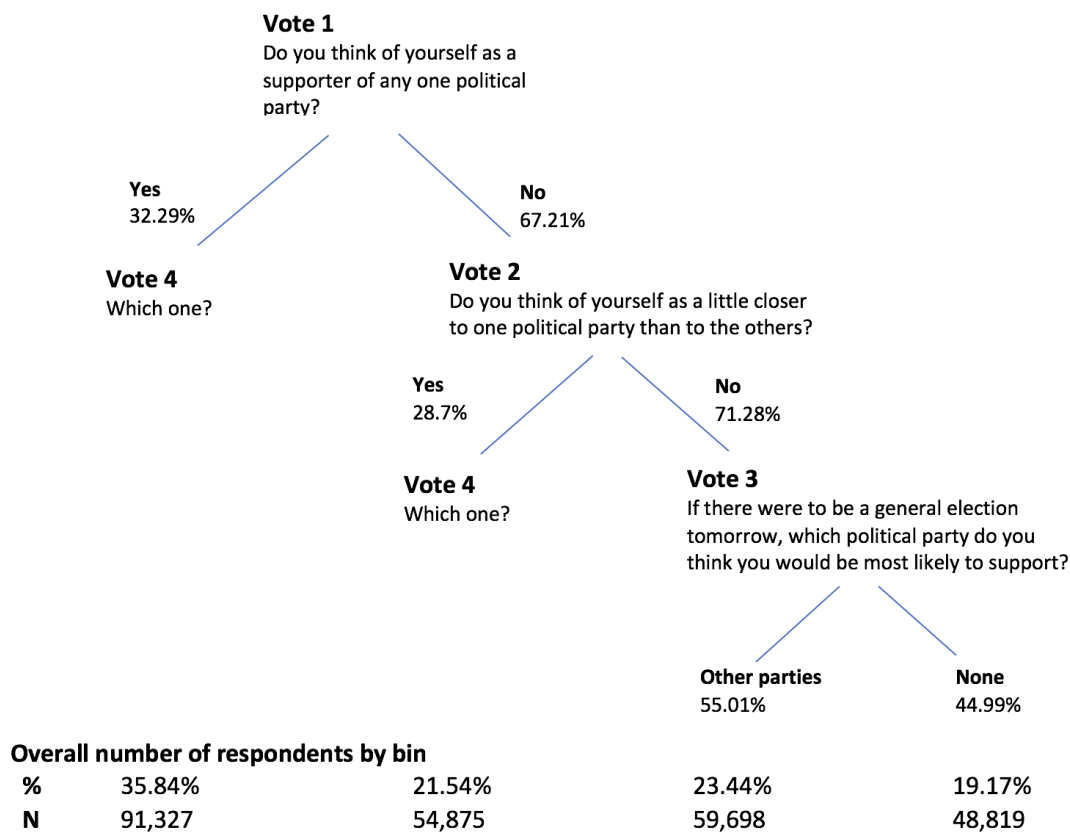 Vote 1
Do you think of yourself as a
supporter of any one political
party?
Yes
32.29%
No
67.21%
Vote 4
Which one?
Vote 2
Do you think of yourself as a little closer
to one political party than to the others?
Yes
28.7%
No
71.28%
Vote 4
Which one?
Vote 3
If there were to be a general election
tomorrow, which political party do you
think you would be most likely to support?
Other parties
55.01%
None
44.99%
Overall number of respondents by bin
% 35.84% 21.54% 23.44% 19.17%
N 91,327 54,875 59,698 48,819